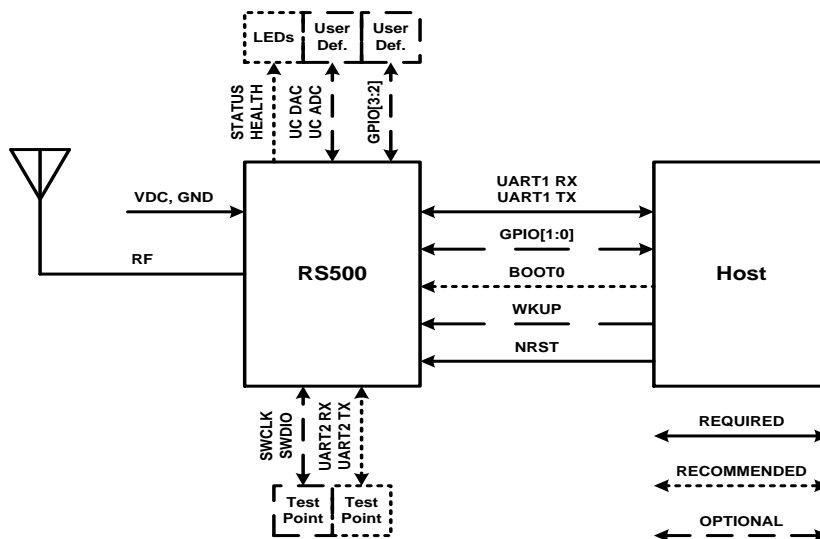 LEDs
User
Def.
User
Def.
STATUS
HEALTH
UC DAC
UC ADC
GPIO[3:2]
VDC, GND
RF
RS500
UART1 RX
UART1 TX
GPIO[1:0]
BOOT0
WKUP
NRST
Host
SWCLK
SWDIO
UART2 RX
UART2 TX
Test
Point
Test
Point
REQUIRED
RECOMMENDED
OPTIONAL